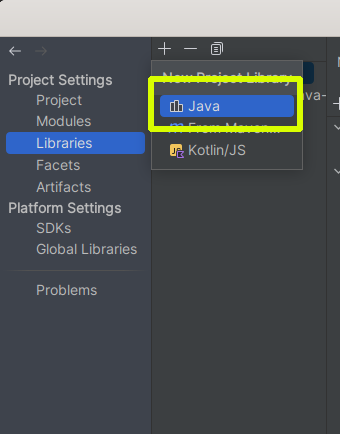 Project Settings
Project
Modules
Libraries
Facets
Artifacts
Platform Settings
SDKs
Global Libraries
Problems
New Project Library
Java
From Maven...
Kotlin/JS